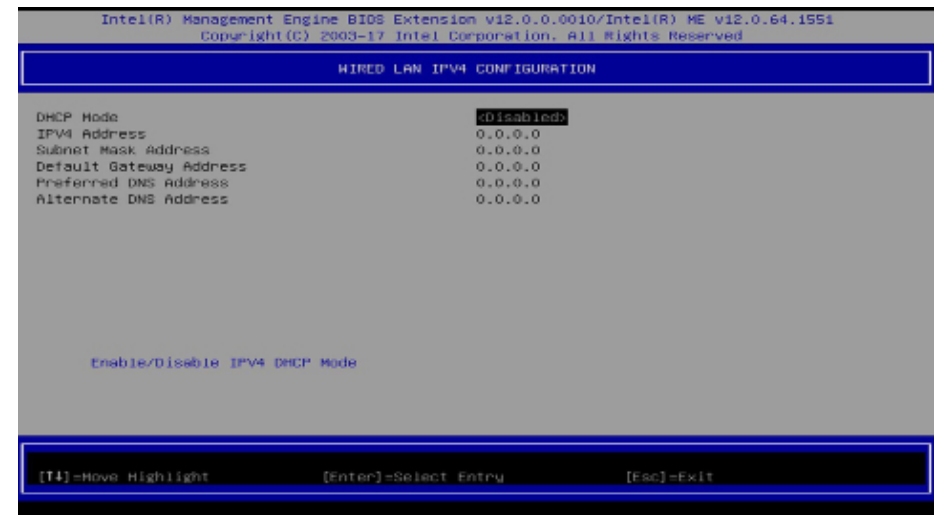 Intel(R) Management Engine BIOS Extension v12.0.0.0010/Intel(R) ME v12.0.64.1551
Copyright(C) 2003-17 Intel Corporation. All Rights Reserved
WIRED LAN IPV4 CONFIGURATION
DHCP Mode <Disabled>
IPV4 Address 0.0.0.0
Subnet Mask Address 0.0.0.0
Default Gateway Address 0.0.0.0
Preferred DNS Address 0.0.0.0
Alternate DNS Address 0.0.0.0
Enable/Disable IPV4 DHCP Mode
[↑↓]=Move Highlight [Enter]=Select Entry [Esc]=Exit